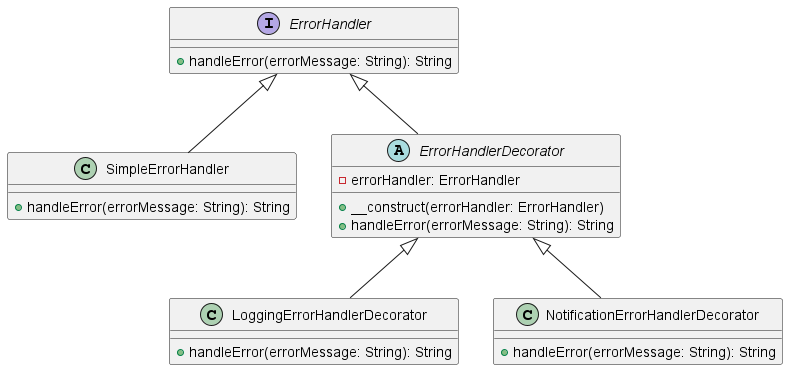 I ErrorHandler
handleError(errorMessage: String): String
C SimpleErrorHandler
handleError(errorMessage: String): String
A ErrorHandlerDecorator
errorHandler: ErrorHandler
__construct(errorHandler: ErrorHandler)
handleError(errorMessage: String): String
C LoggingErrorHandlerDecorator
handleError(errorMessage: String): String
C NotificationErrorHandlerDecorator
handleError(errorMessage: String): String